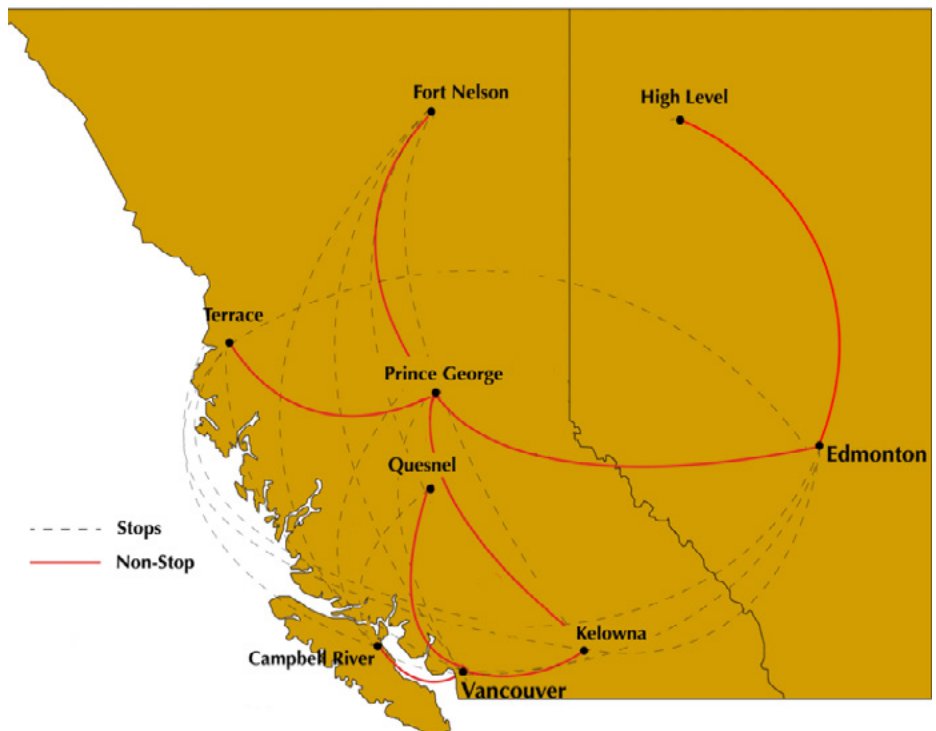 Fort Nelson
High Level
Terrace
Prince George
Quesnel
Edmonton
Stops
Non-Stop
Kelowna
Campbell River
Vancouver